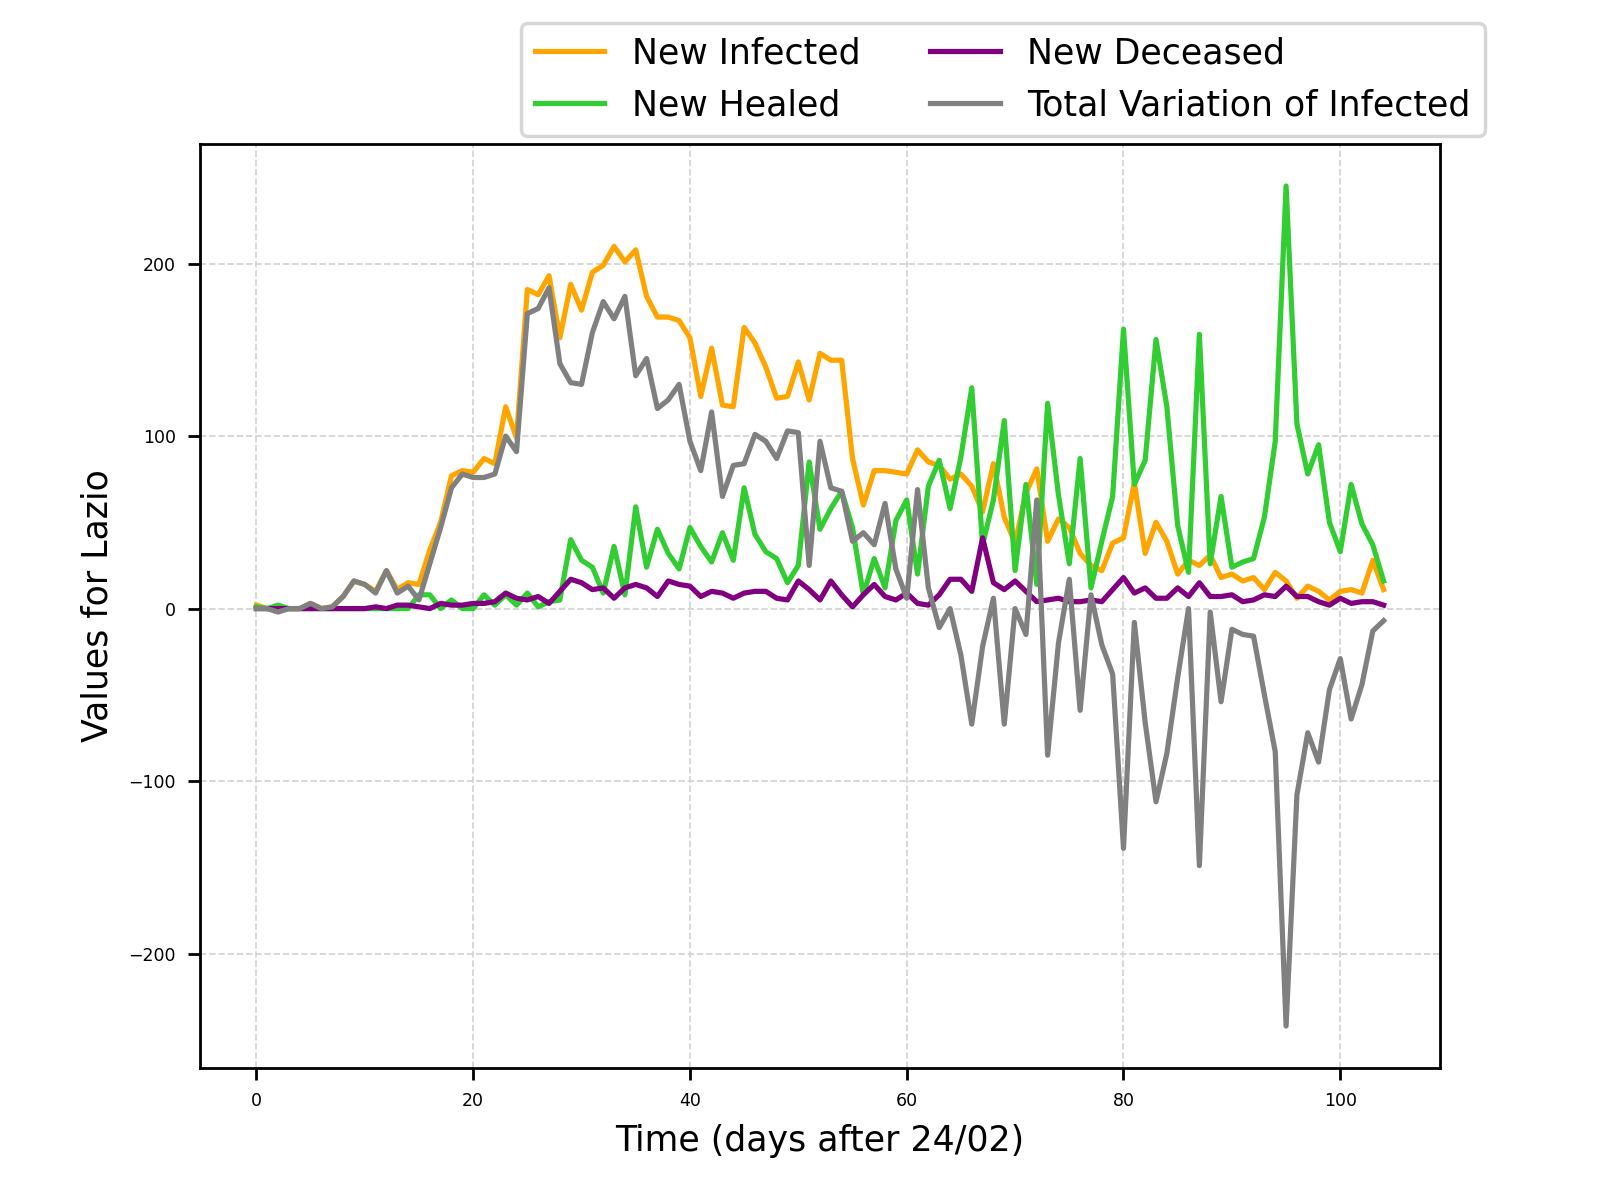 New Infected
New Healed
New Deceased
Total Variation of Infected
200
100
0
−100
−200
Values for Lazio
0 20 40 60 80 100
Time (days after 24/02)